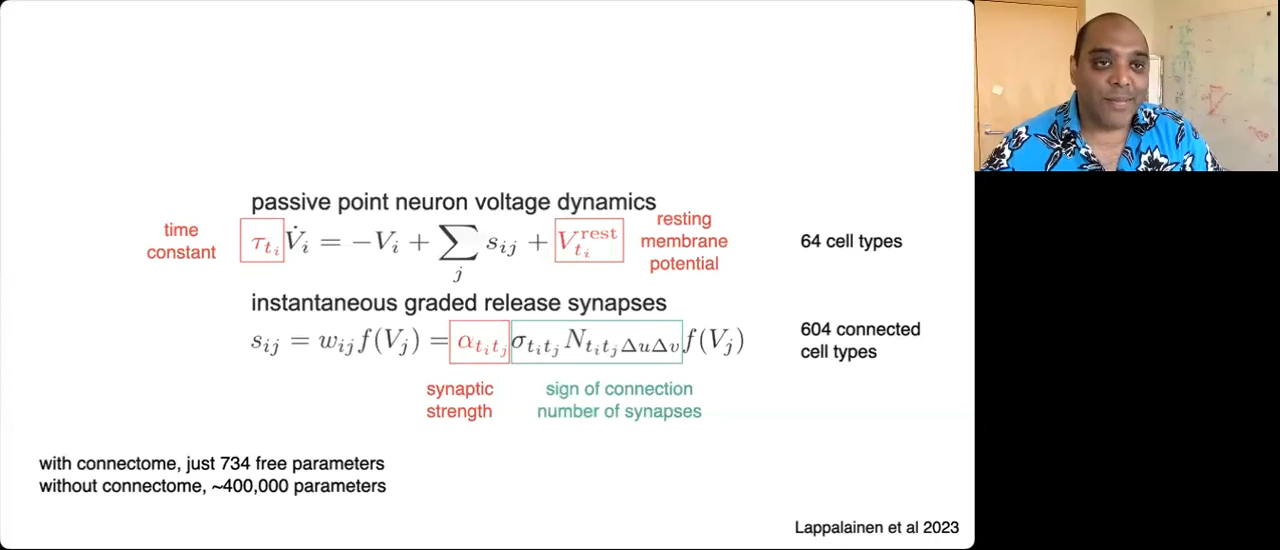 passive point neuron voltage dynamics
time
constant
τ_{t_i} V̇_i = −V_i + ∑_j s_{ij} + V_{t_i}^{rest}
resting
membrane
potential
64 cell types
instantaneous graded release synapses
s_{ij} = w_{ij} f(V_j) = α_{t_i t_j} σ_{t_i t_j} N_{t_i t_j Δu Δv} f(V_j)
604 connected
cell types
synaptic
strength
sign of connection
number of synapses
with connectome, just 734 free parameters
without connectome, ~400,000 parameters
Lappalainen et al 2023